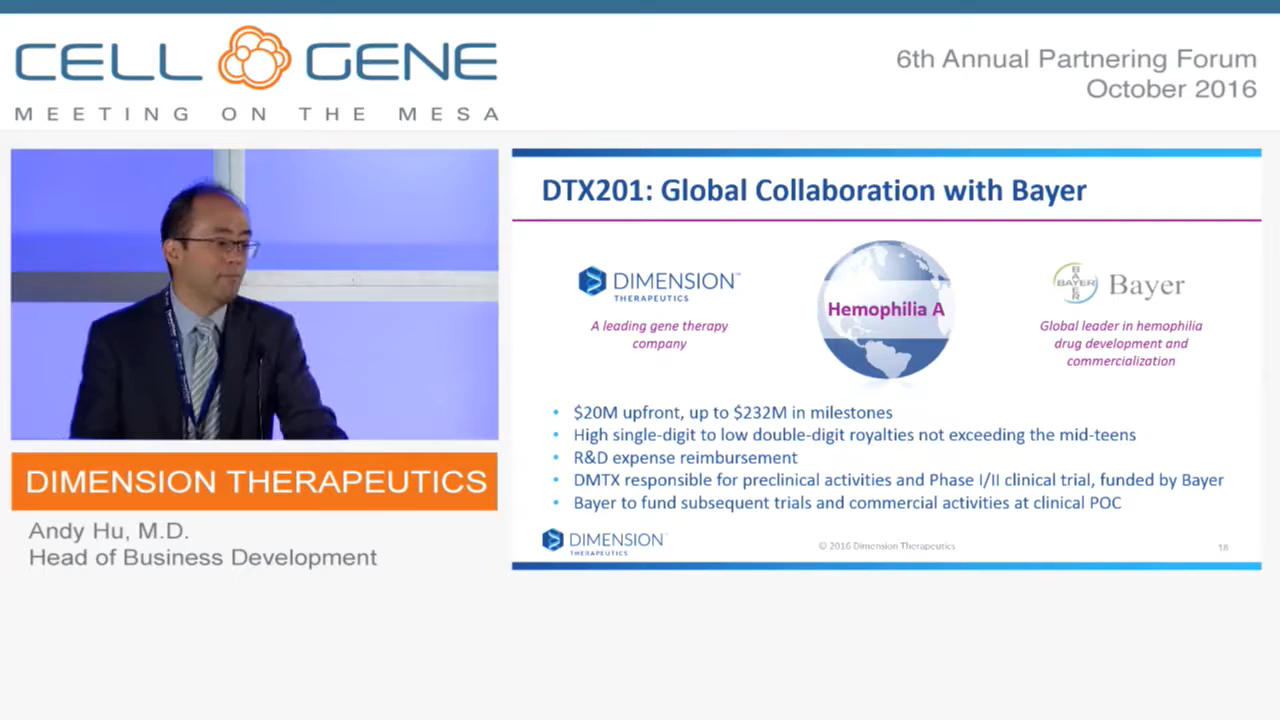 CELL GENE
MEETING ON THE MESA
6th Annual Partnering Forum
October 2016
DIMENSION THERAPEUTICS
Andy Hu, M.D.
Head of Business Development
DTX201: Global Collaboration with Bayer
DIMENSION™
THERAPEUTICS
A leading gene therapy
company
Hemophilia A
BAYER
BAYER
Bayer
Global leader in hemophilia
drug development and
commercialization
• $20M upfront, up to $232M in milestones
• High single-digit to low double-digit royalties not exceeding the mid-teens
• R&D expense reimbursement
• DMTX responsible for preclinical activities and Phase I/II clinical trial, funded by Bayer
• Bayer to fund subsequent trials and commercial activities at clinical POC
DIMENSION™
THERAPEUTICS
© 2016 Dimension Therapeutics
18